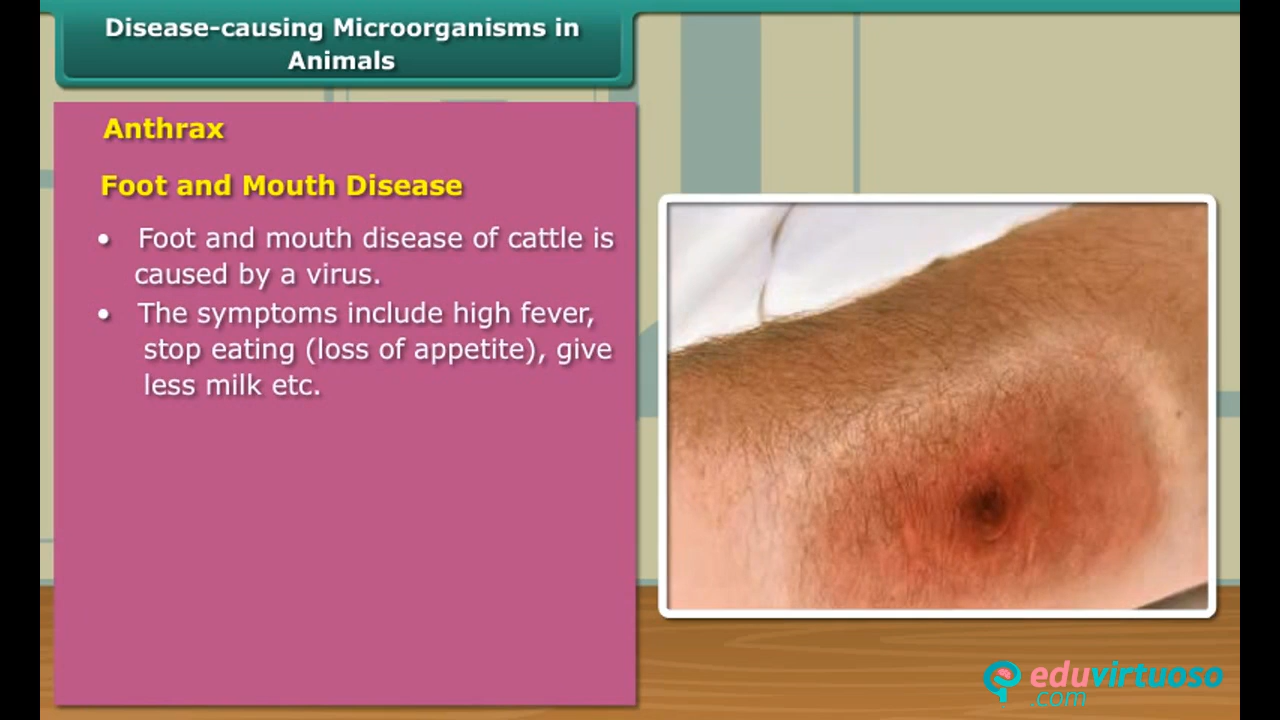 Disease-causing Microorganisms in
Animals
Anthrax
Foot and Mouth Disease
• Foot and mouth disease of cattle is
caused by a virus.
• The symptoms include high fever,
stop eating (loss of appetite), give
less milk etc.
eduvirtuoso
.com